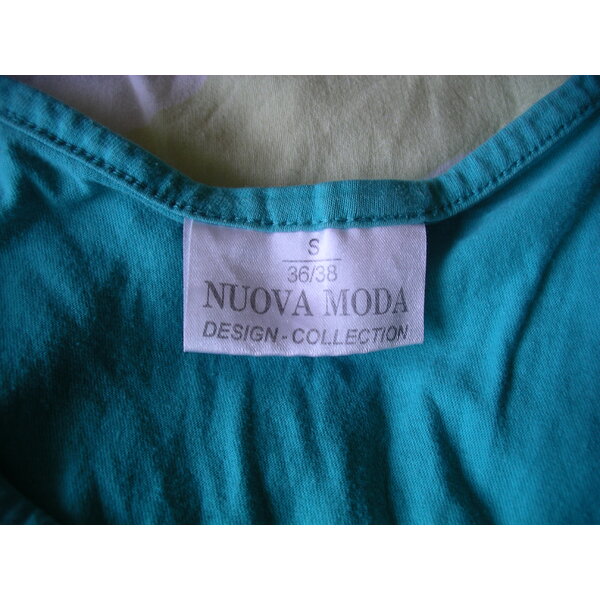 S
36/38
NUOVA MODA
DESIGN-COLLECTION